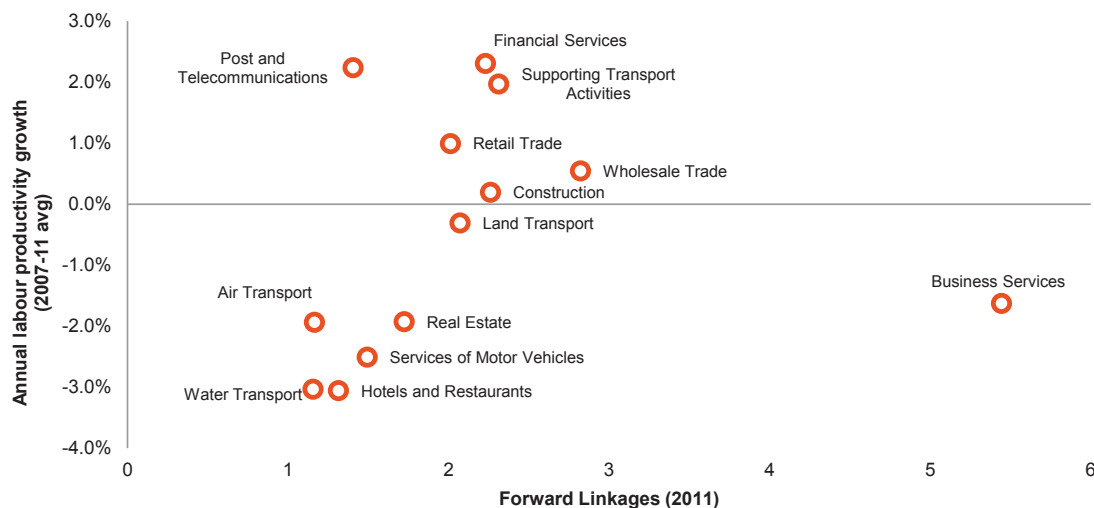 3.0%
2.0%
1.0%
0.0%
-1.0%
-2.0%
-3.0%
-4.0%
Annual labour productivity growth
(2007-11 avg)
Financial Services
Post and
Telecommunications
Supporting Transport
Activities
Retail Trade
Wholesale Trade
Construction
Land Transport
Business Services
Air Transport
Real Estate
Services of Motor Vehicles
Water Transport
Hotels and Restaurants
0
1
2
3
4
5
6
Forward Linkages (2011)